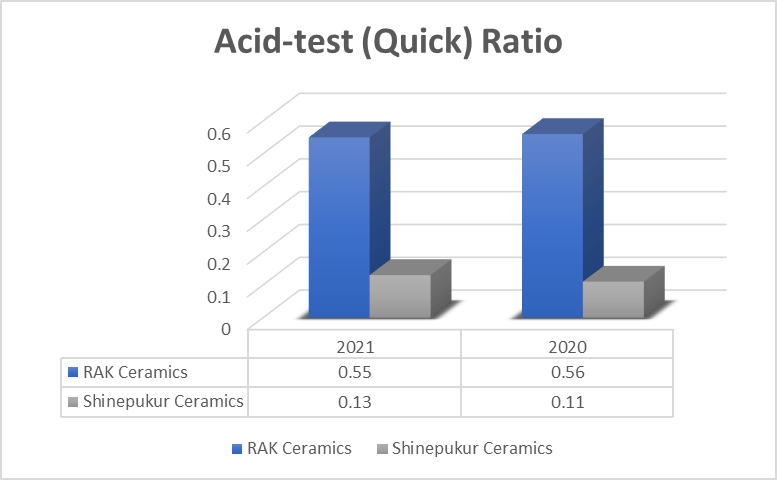 Acid-test (Quick) Ratio
0.6
0.5
0.4
0.3
0.2
0.1
0
2021 2020
RAK Ceramics 0.55 0.56
Shinepukur Ceramics 0.13 0.11
RAK Ceramics Shinepukur Ceramics